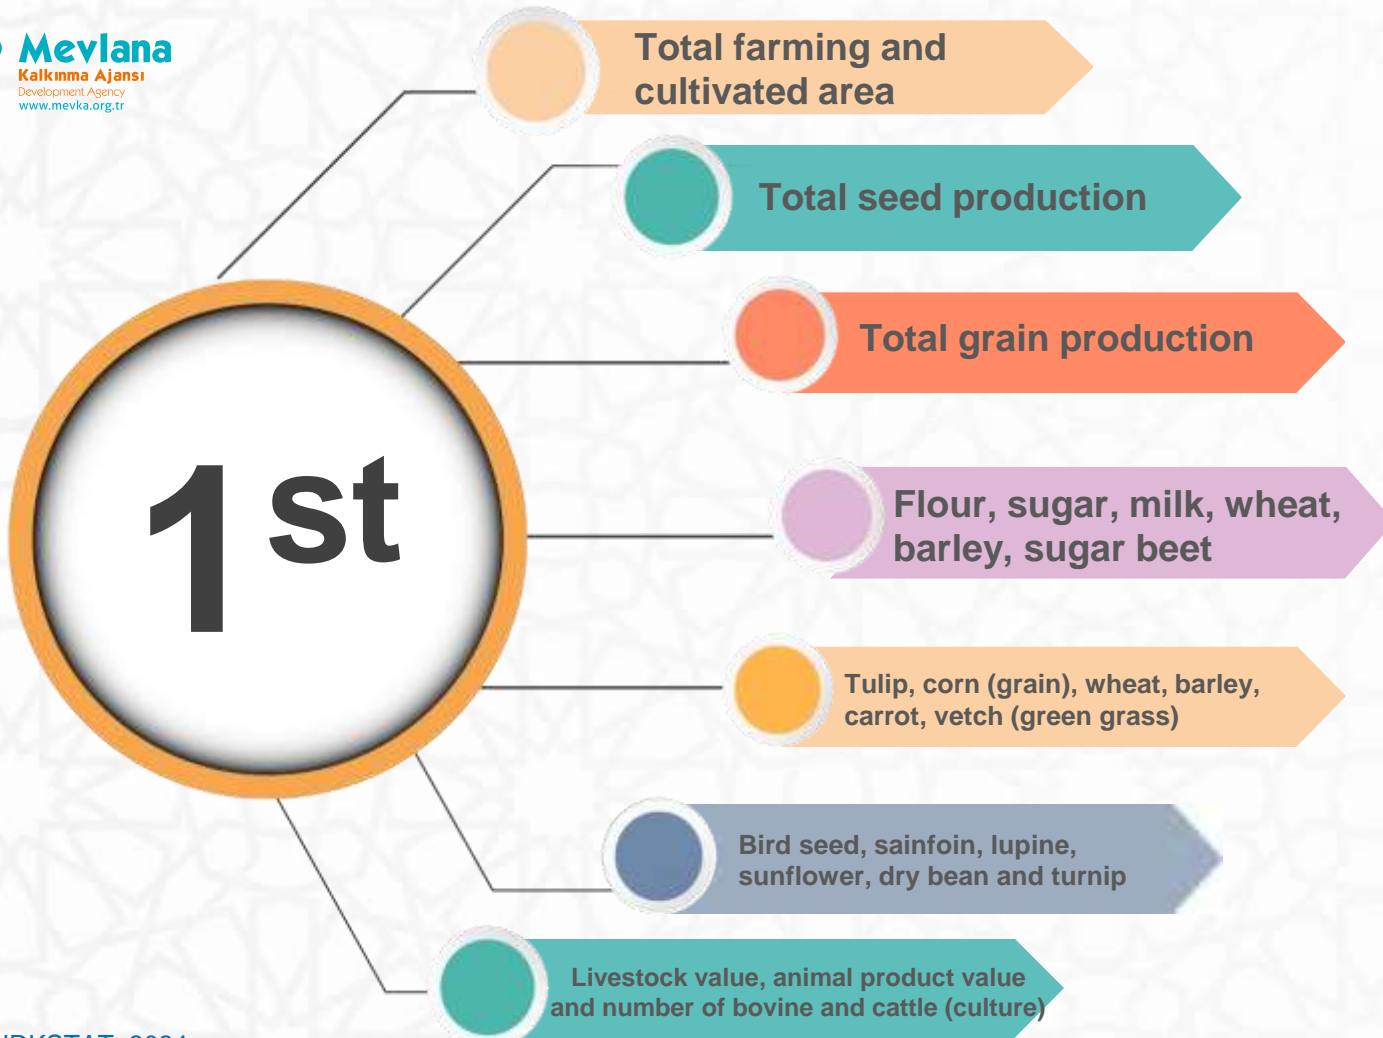 Mevlana
Kalkınma Ajansı
Development Agency
www.mevka.org.tr
Total farming and
cultivated area
Total seed production
Total grain production
1st
Flour, sugar, milk, wheat,
barley, sugar beet
Tulip, corn (grain), wheat, barley,
carrot, vetch (green grass)
Bird seed, sainfoin, lupine,
sunflower, dry bean and turnip
Livestock value, animal product value
and number of bovine and cattle (culture)